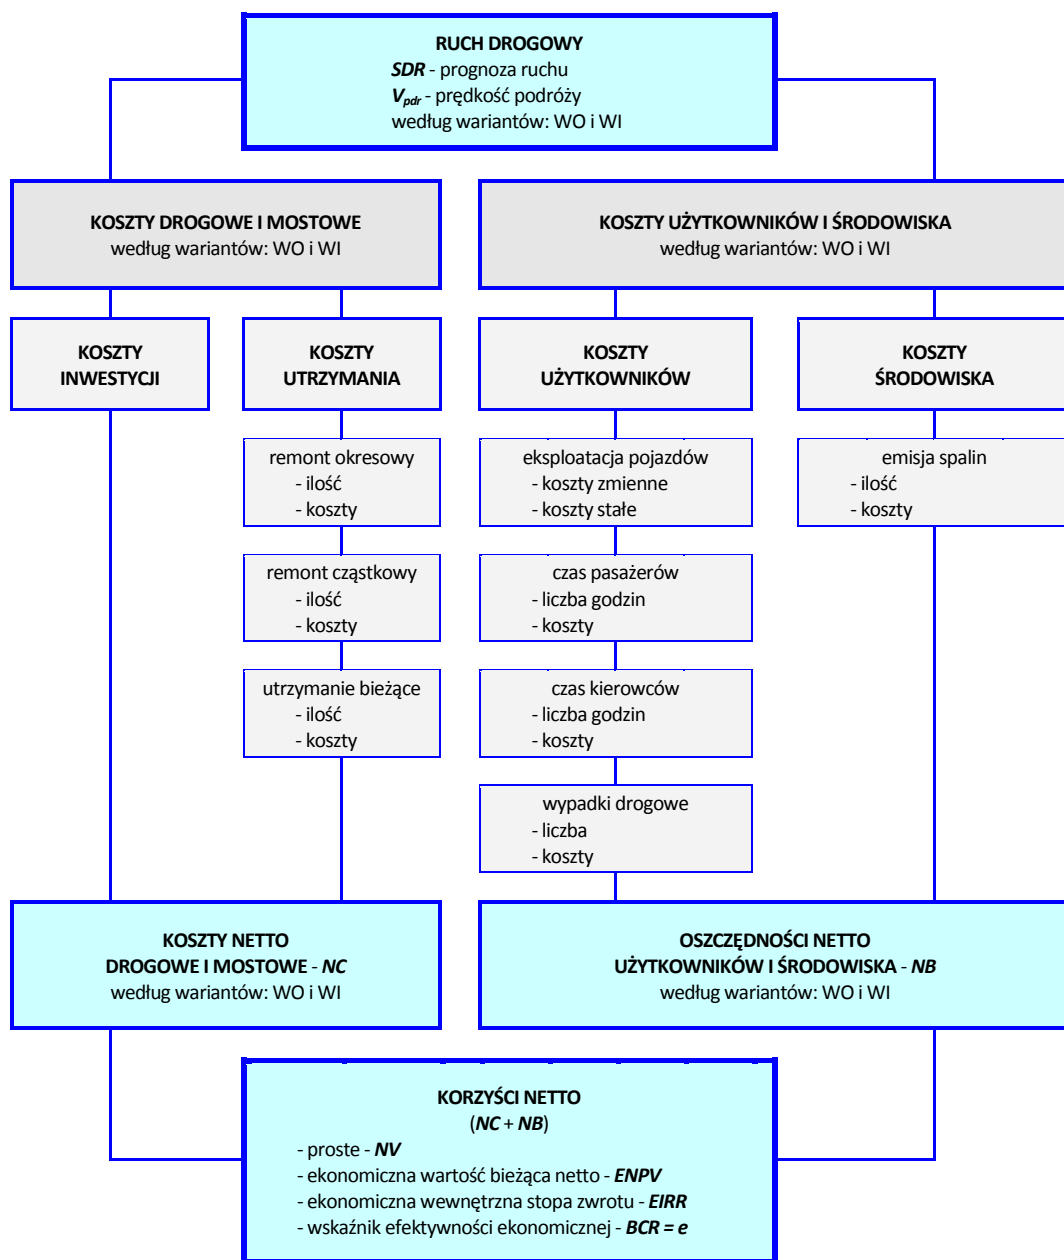 RUCH DROGOWY
SDR - prognoza ruchu
Vpdr - prędkość podróży
według wariantów: WO i WI
KOSZTY DROGOWE I MOSTOWE
według wariantów: WO i WI
KOSZTY UŻYTKOWNIKÓW I ŚRODOWISKA
według wariantów: WO i WI
KOSZTY
INWESTYCJI
KOSZTY
UTRZYMANIA
KOSZTY
UŻYTKOWNIKÓW
KOSZTY
ŚRODOWISKA
remont okresowy
- ilość
- koszty
eksploatacja pojazdów
- koszty zmienne
- koszty stałe
emisja spalin
- ilość
- koszty
remont cząstkowy
- ilość
- koszty
czas pasażerów
- liczba godzin
- koszty
utrzymanie bieżące
- ilość
- koszty
czas kierowców
- liczba godzin
- koszty
wypadki drogowe
- liczba
- koszty
KOSZTY NETTO
DROGOWE I MOSTOWE - NC
według wariantów: WO i WI
OSZCZĘDNOŚCI NETTO
UŻYTKOWNIKÓW I ŚRODOWISKA - NB
według wariantów: WO i WI
KORZYŚCI NETTO
(NC + NB)
- proste - NV
- ekonomiczna wartość bieżąca netto - ENPV
- ekonomiczna wewnętrzna stopa zwrotu - EIRR
- wskaźnik efektywności ekonomicznej - BCR = e